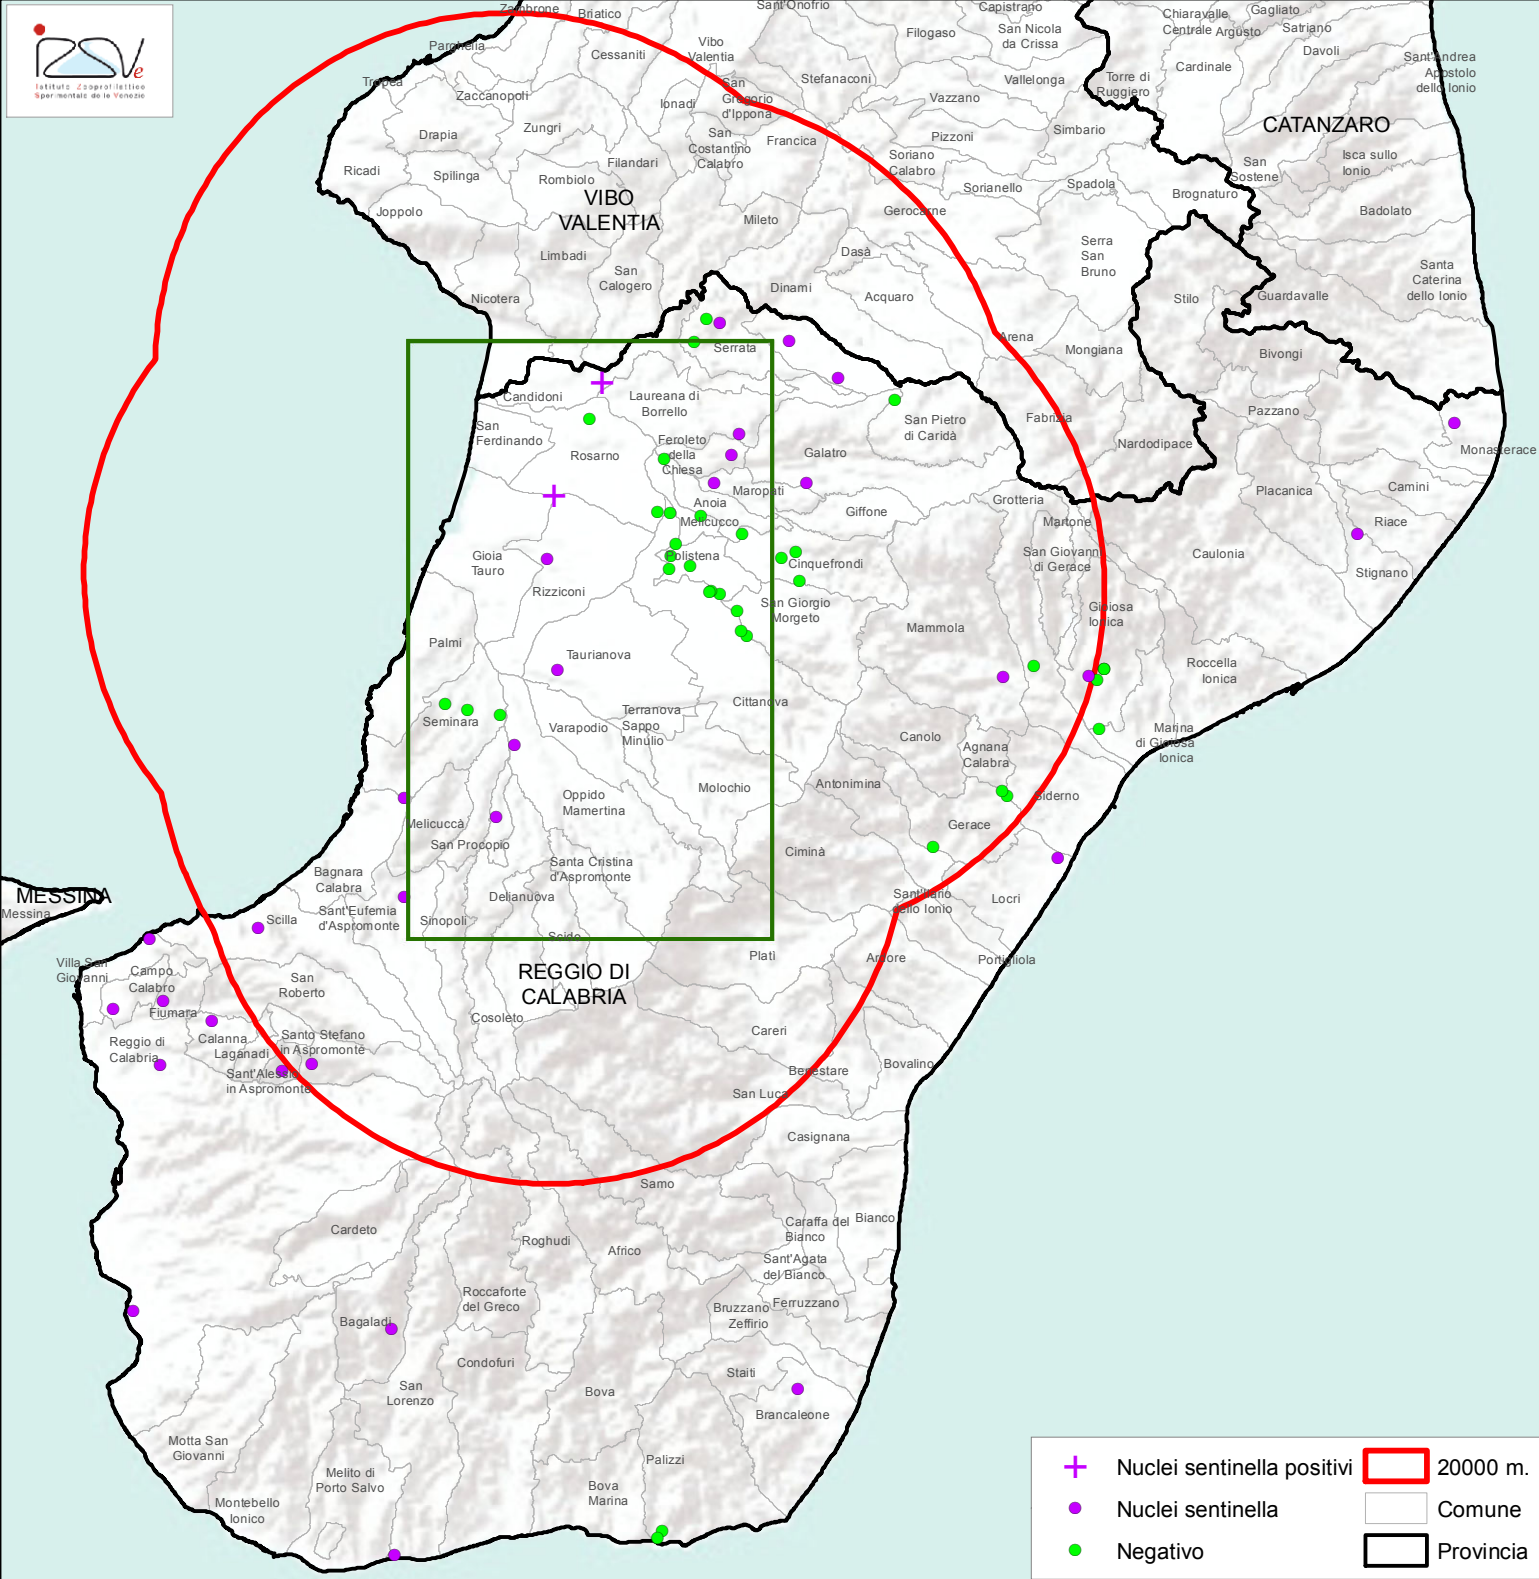 Istituto Zooprofilattico
Sperimentale delle Venezie
Zambrone
Briatico
Sant'Onofrio
Capistrano
Chiaravalle
Centrale
Gagliato
Argusto
Satriano
Davoli
Parghelia
Cessaniti
Vibo
Valentia
Filogaso
San Nicola
da Crissa
Cardinale
Sant'Andrea
Apostolo
dello Ionio
Tropea
Zaccanopoli
Ionadi
San
Gregorio
d'Ippona
Stefanaconi
Vallelonga
Torre di
Ruggiero
Vazzano
Drapia
Zungri
San
Costantino
Calabro
Francica
Pizzoni
Simbario
CATANZARO
Ricadi
Spilinga
Rombiolo
Filandari
Soriano
Calabro
San
Sostene
Isca sullo
Ionio
Joppolo
VIBO
VALENTIA
Mileto
Sorianello
Gerocarne
Spadola
Brognaturo
Badolato
Limbadi
San
Calogero
Dasà
Serra
San
Bruno
Nicotera
Dinami
Acquaro
Stilo
Guardavalle
Santa
Caterina
dello Ionio
Serrata
Arena
Mongiana
Bivongi
Candidoni
Laureana di
Borrello
San Pietro
di Caridà
Fabrizia
Pazzano
San
Ferdinando
Rosarno
Feroleto
della
Chiesa
Galatro
Nardodipace
Monasterace
Maropati
Anoia
Melicucco
Giffone
Grotteria
Martone
Placanica
Camini
Riace
Gioia
Tauro
Polistena
Cinquefrondi
San Giovanni
di Gerace
Caulonia
Stignano
Rizziconi
San Giorgio
Morgeto
Mammola
Gioiosa
Ionica
Palmi
Taurianova
Roccella
Ionica
Seminara
Varapodio
Terranova
Sappo
Minulio
Cittanova
Canolo
Agnana
Calabra
Marina
di Gioiosa
Ionica
Molochio
Antonimina
Siderno
Melicuccà
Oppido
Mamertina
San Procopio
Gerace
Ciminà
Bagnara
Calabra
Santa Cristina
d'Aspromonte
MESSINA
Messina
Sant'Eufemia
d'Aspromonte
Sinopoli
Delianuova
Sant'Ilario
dello Ionio
Locri
Scilla
Scido
Platì
Ardore
Portigliola
Villa San
Giovanni
Campo
Calabro
San
Roberto
REGGIO DI
CALABRIA
Fiumara
Cosoleto
Careri
Reggio di
Calabria
Calanna
Laganadi
Santo Stefano
in Aspromonte
Sant'Alessio
in Aspromonte
Benestare
Bovalino
San Luca
Casignana
Samo
Cardeto
Roghudi
Africo
Caraffa del
Bianco
Bianco
Sant'Agata
del Bianco
Roccaforte
del Greco
Bruzzano
Zeffirio
Ferruzzano
Bagaladi
Condofuri
Staiti
San
Lorenzo
Bova
Brancaleone
Motta San
Giovanni
Melito di
Porto Salvo
Palizzi
Bova
Marina
Montebello
Ionico
Nuclei sentinella positivi
Nuclei sentinella
Negativo
20000 m.
Comune
Provincia